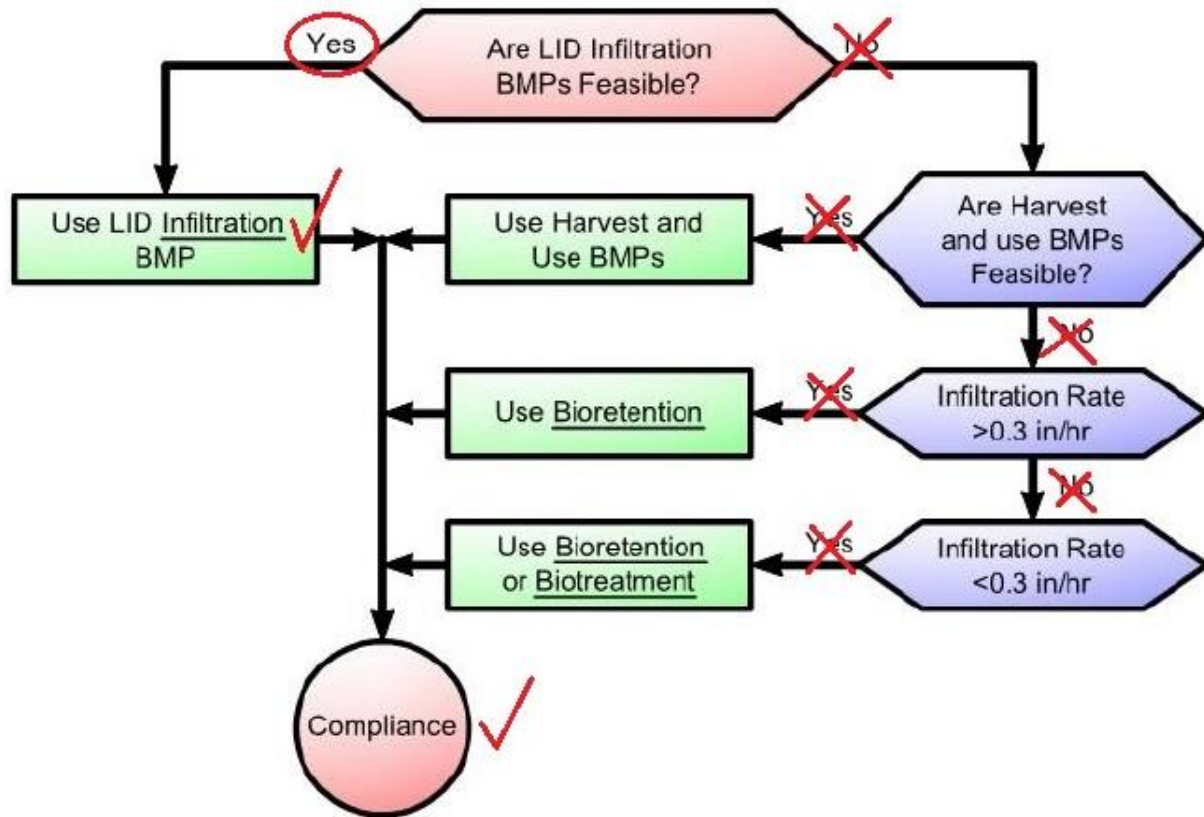 Yes
Are LID Infiltration
BMPs Feasible?
No
Use LID Infiltration
BMP
Use Harvest and
Use BMPs
Yes
Are Harvest
and use BMPs
Feasible?
No
Use Bioretention
Yes
Infiltration Rate
>0.3 in/hr
No
Use Bioretention
or Biotreatment
Yes
Infiltration Rate
<0.3 in/hr
Compliance